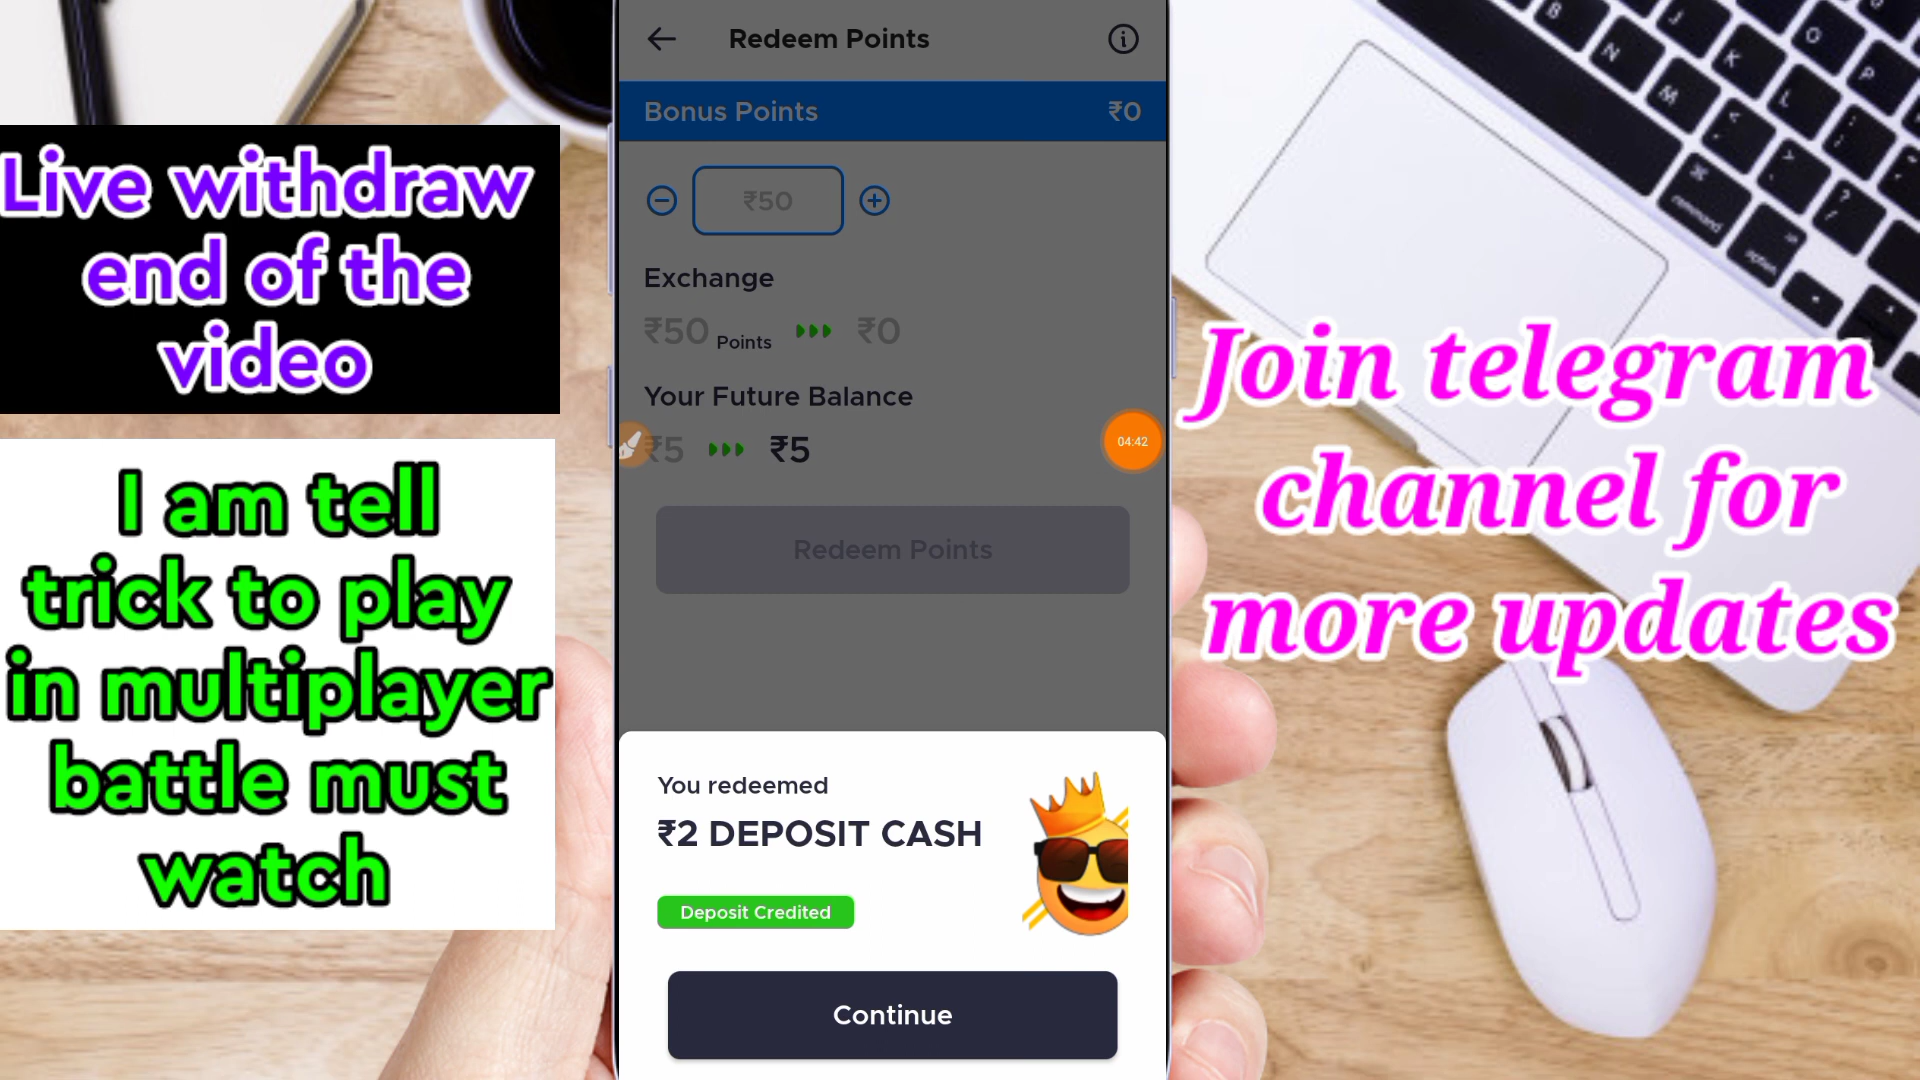 Live withdraw
end of the
video
I am tell
trick to play
in multiplayer
battle must
watch
Redeem Points
Bonus Points ₹0
₹50
Exchange
₹50 Points ₹0
Your Future Balance
₹5 ₹5
04:42
Redeem Points
You redeemed
₹2 DEPOSIT CASH
Deposit Credited
Continue
Join telegram
channel for
more updates
B
N
M
J
K
L
O
P
command
option